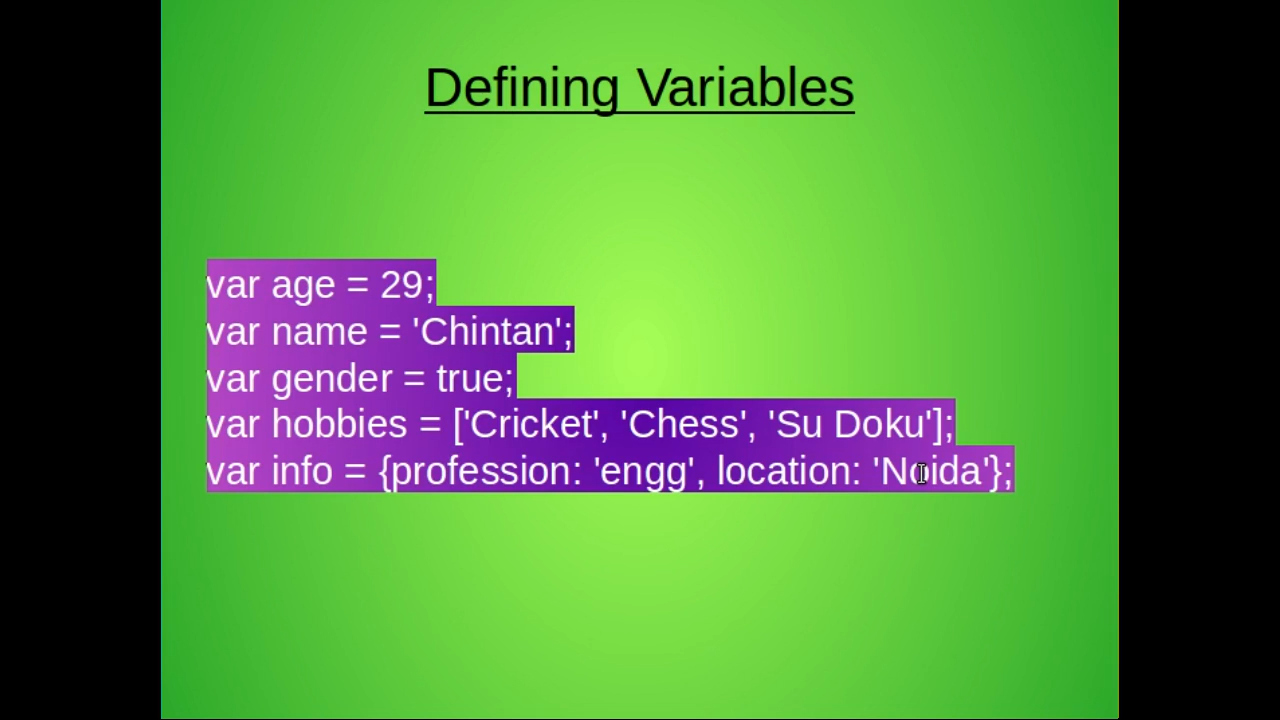 Defining Variables
var age = 29;
var name = 'Chintan';
var gender = true;
var hobbies = ['Cricket', 'Chess', 'Su Doku'];
var info = {profession: 'engg', location: 'Noida'};